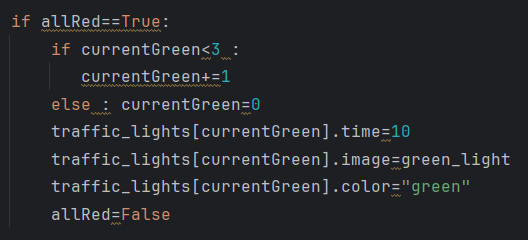 if allRed==True:
    if currentGreen<3 :
        currentGreen+=1
    else : currentGreen=0
    traffic_lights[currentGreen].time=10
    traffic_lights[currentGreen].image=green_light
    traffic_lights[currentGreen].color="green"
    allRed=False